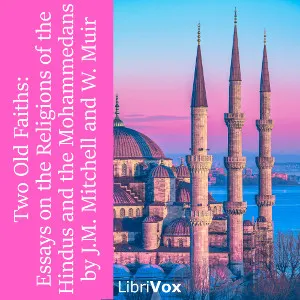 Two Old Faiths:
Essays on the Religions of the
Hindus and the Mohammedans
by J.M. Mitchell and W. Muir
LibriVox